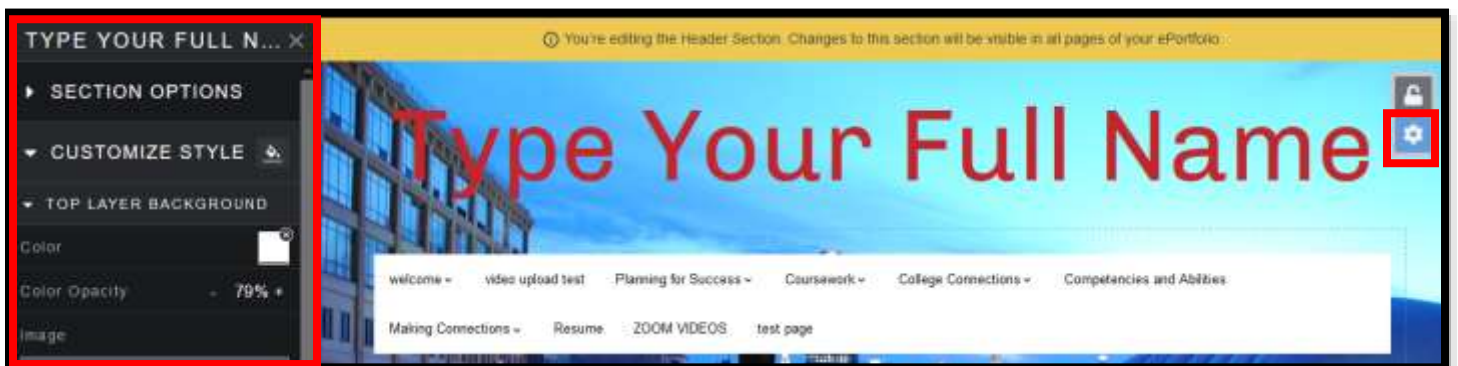 TYPE YOUR FULL N... ×
SECTION OPTIONS
CUSTOMIZE STYLE
TOP LAYER BACKGROUND
Color
Color Opacity - 79% +
Image
You're editing the Header Section. Changes to this section will be visible in all pages of your ePortfolio
Type Your Full Name
welcome video upload test Planning for Success Coursework College Connections Competencies and Abilities
Making Connections Resume ZOOM VIDEOS test page